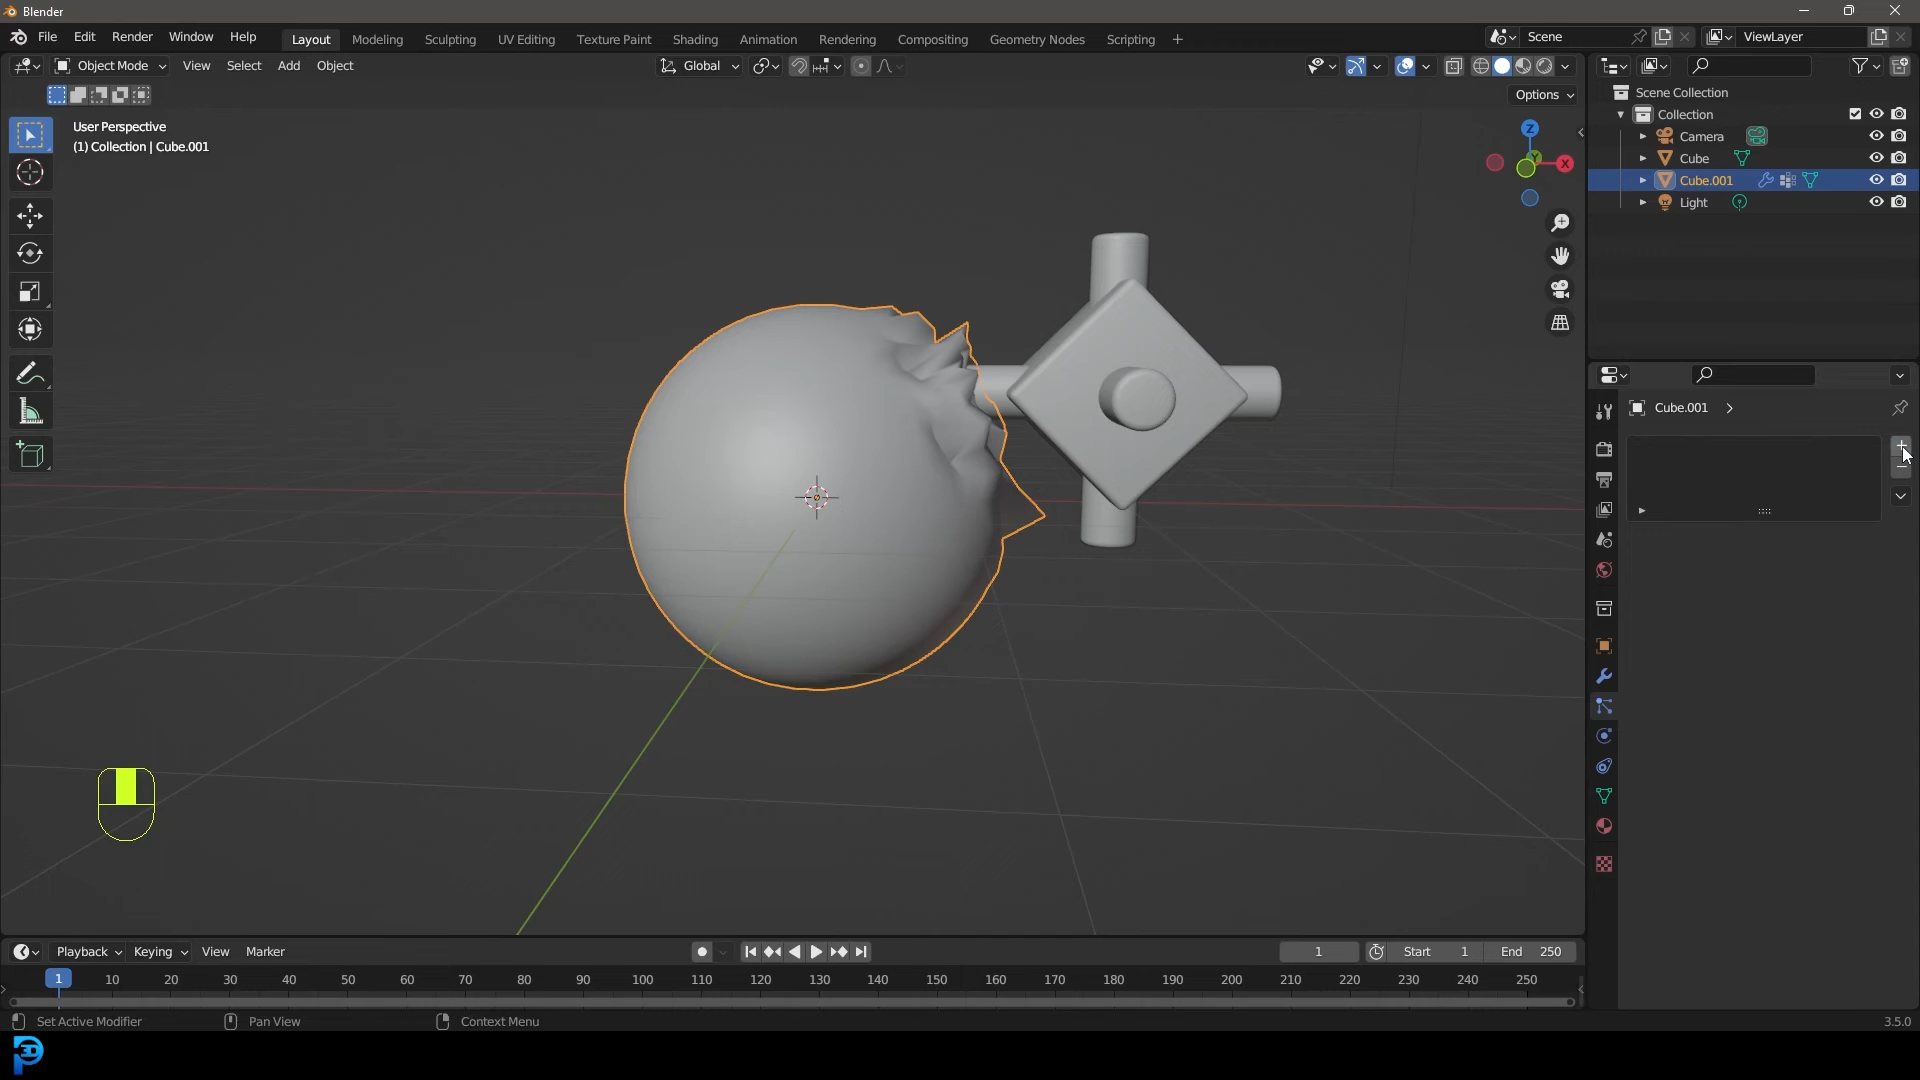 Blender
File Edit Render Window Help Layout Modeling Sculpting UV Editing Texture Paint Shading Animation Rendering Compositing Geometry Nodes Scripting + Scene ViewLayer
Object Mode View Select Add Object Global
Options
User Perspective
(1) Collection | Cube.001
Z
Y
X
Scene Collection
Collection
Camera
Cube
Cube.001
Light
Cube.001
Playback Keying View Marker 1 Start 1 End 250
1 10 20 30 40 50 60 70 80 90 100 110 120 130 140 150 160 170 180 190 200 210 220 230 240 250
Set Active Modifier Pan View Context Menu 3.5.0
3D